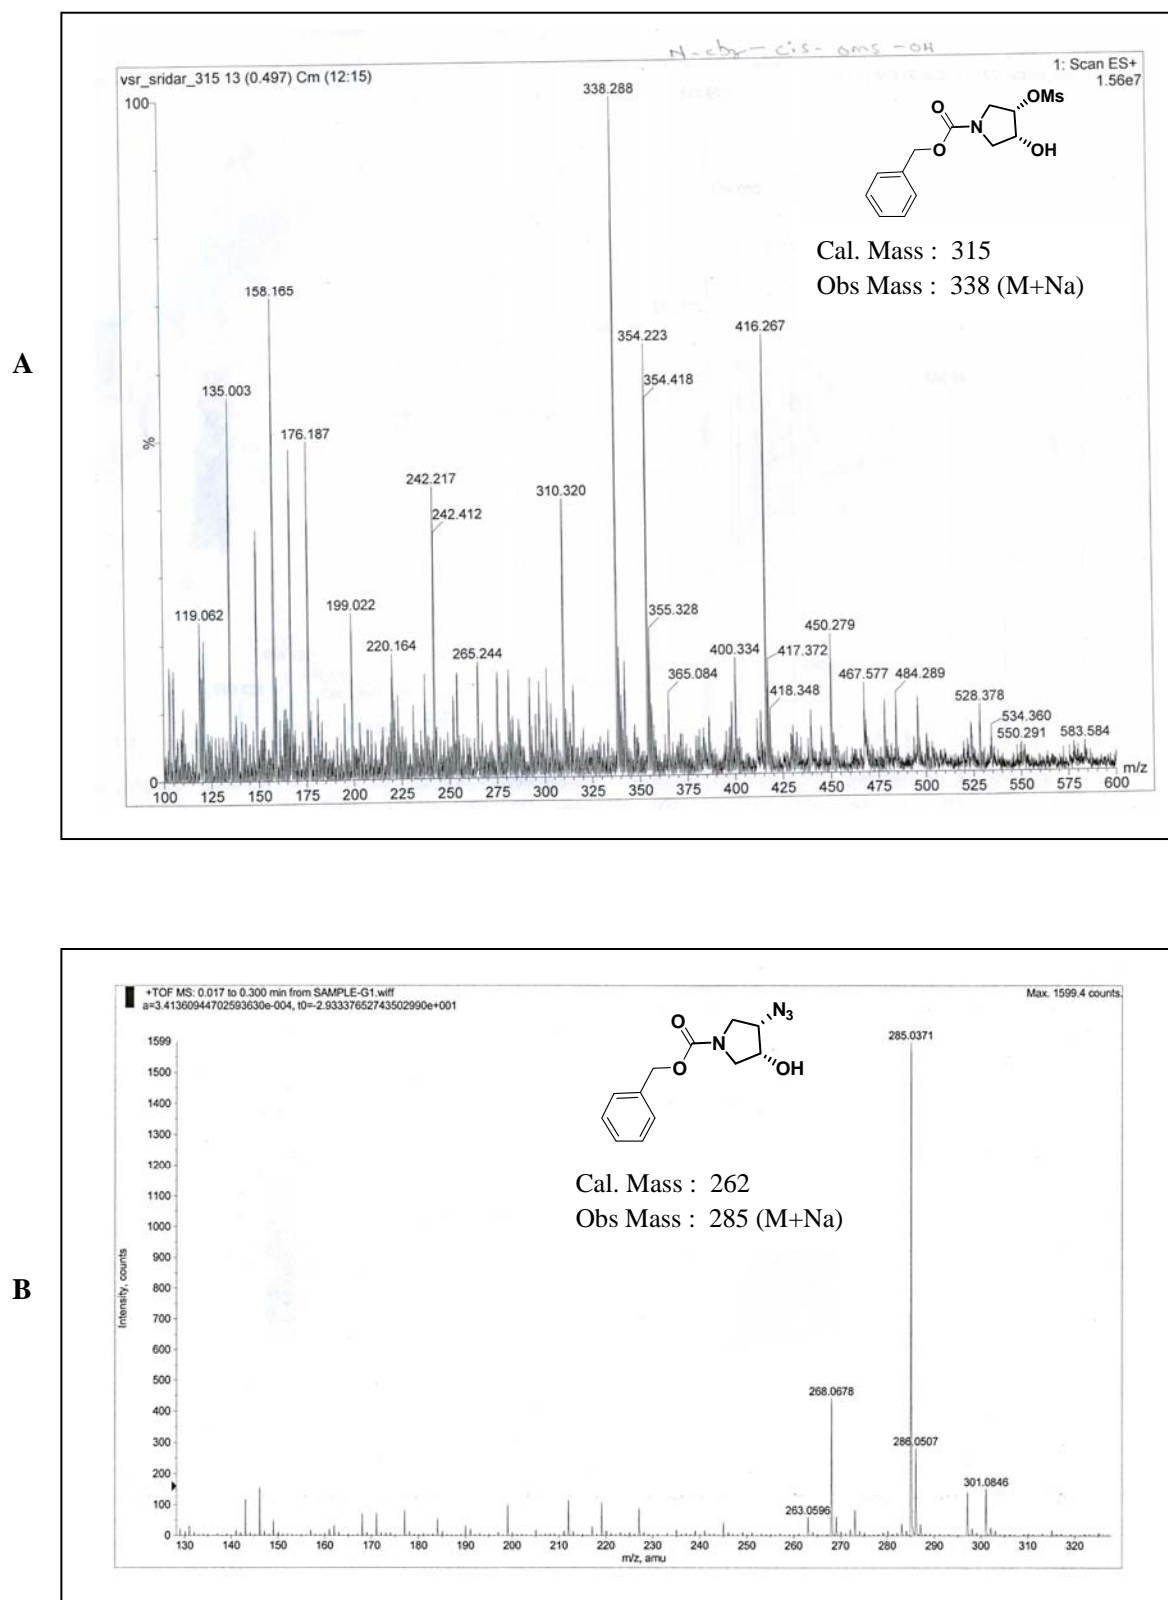 N-cbz-cis-oms-OH
vsr_sridar_315 13 (0.497) Cm (12:15)
1: Scan ES+
1.56e7
100
338.288
OMs
O
N
O
OH
Cal. Mass : 315
Obs Mass : 338 (M+Na)
158.165
416.267
354.223
A
135.003
354.418
176.187
%
242.217
310.320
242.412
119.062
199.022
355.328
450.279
220.164
265.244
400.334
417.372
365.084
467.577
484.289
418.348
528.378
534.360
550.291
583.584
0
m/z
100 125 150 175 200 225 250 275 300 325 350 375 400 425 450 475 500 525 550 575 600
+TOF MS: 0.017 to 0.300 min from SAMPLE-G1.wiff
Max. 1599.4 counts.
a=3.41360944702593630e-004, t0=-2.93337652743502990e+001
N3
O
N
O
OH
1599
285.0371
1500
1400
1300
1200
Cal. Mass : 262
Obs Mass : 285 (M+Na)
1100
1000
900
B
Intensity, counts
800
700
600
500
400
268.0678
300
286.0507
200
301.0846
100
263.0596
0
130 140 150 160 170 180 190 200 210 220 230 240 250 260 270 280 290 300 310 320
m/z, amu